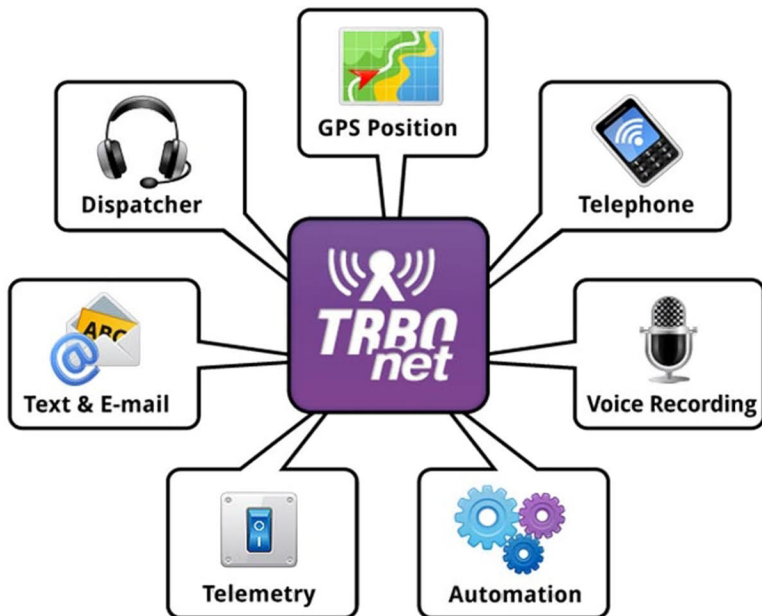 GPS Position
Dispatcher
Telephone
TRBO
net
ABC
@
Text & E-mail
Voice Recording
O
I
Telemetry
Automation